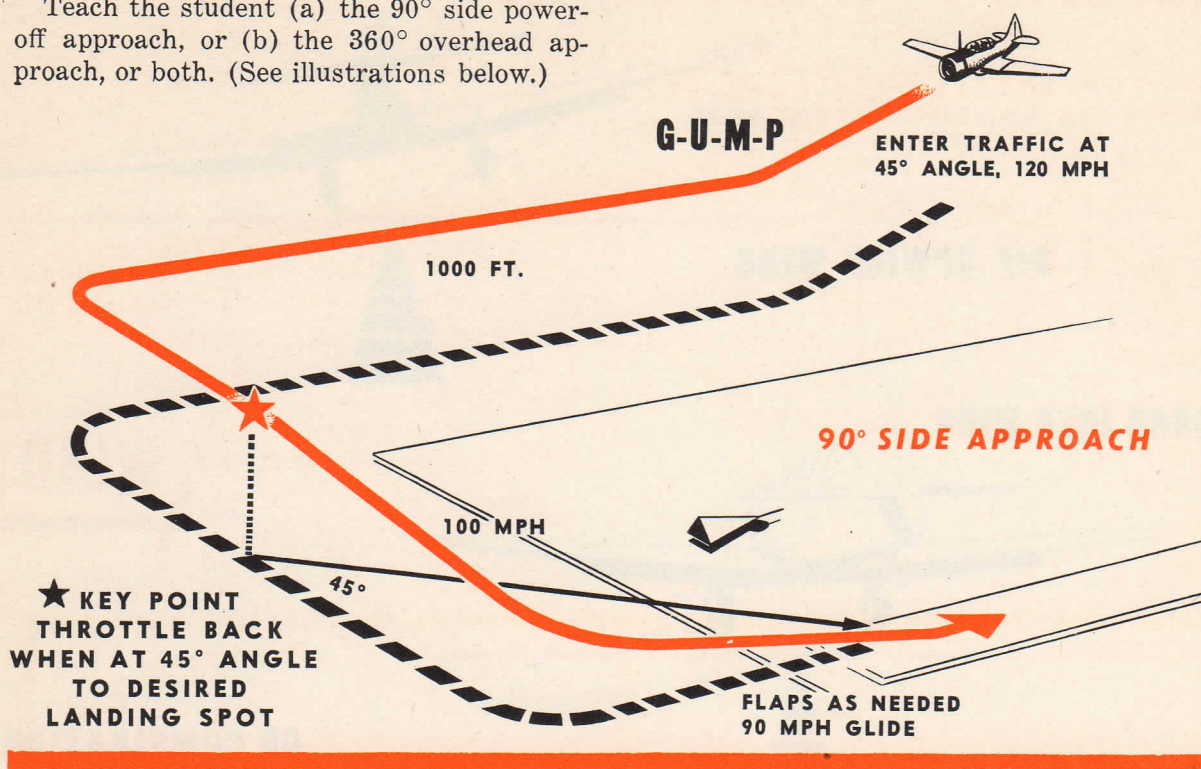 Teach the student (a) the 90° side power-
off approach, or (b) the 360° overhead ap-
proach, or both. (See illustrations below.)
G-U-M-P
ENTER TRAFFIC AT
45° ANGLE, 120 MPH
1000 FT.
90° SIDE APPROACH
100 MPH
45°
★ KEY POINT
THROTTLE BACK
WHEN AT 45° ANGLE
TO DESIRED
LANDING SPOT
FLAPS AS NEEDED
90 MPH GLIDE